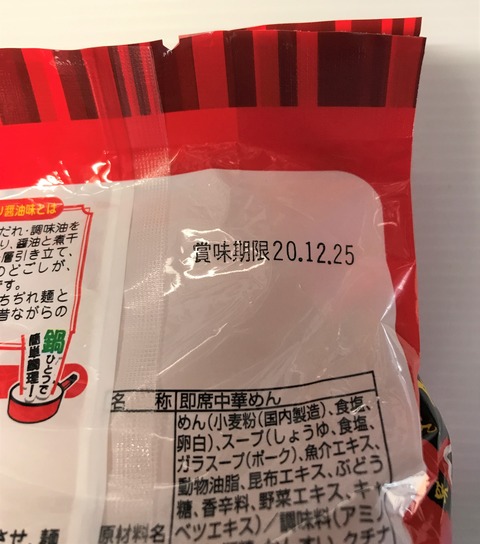 醤油味とは
だれ・調味油を
り、醤油と煮干
層引き立て、
のどごしが、
です。
ちぢれ麺と
昔ながらの
鍋ひとつで
簡単調理!
賞味期限20.12.25
名 称 即席中華めん
めん(小麦粉(国内製造)、食塩、
卵白)、スープ(しょうゆ、食塩、
ガラスープ(ポーク)、魚介エキス、
動物油脂、昆布エキス、ぶどう
糖、香辛料、野菜エキス、キャ
原材料名 ベツエキス)/調味料(アミノ
させ、麺